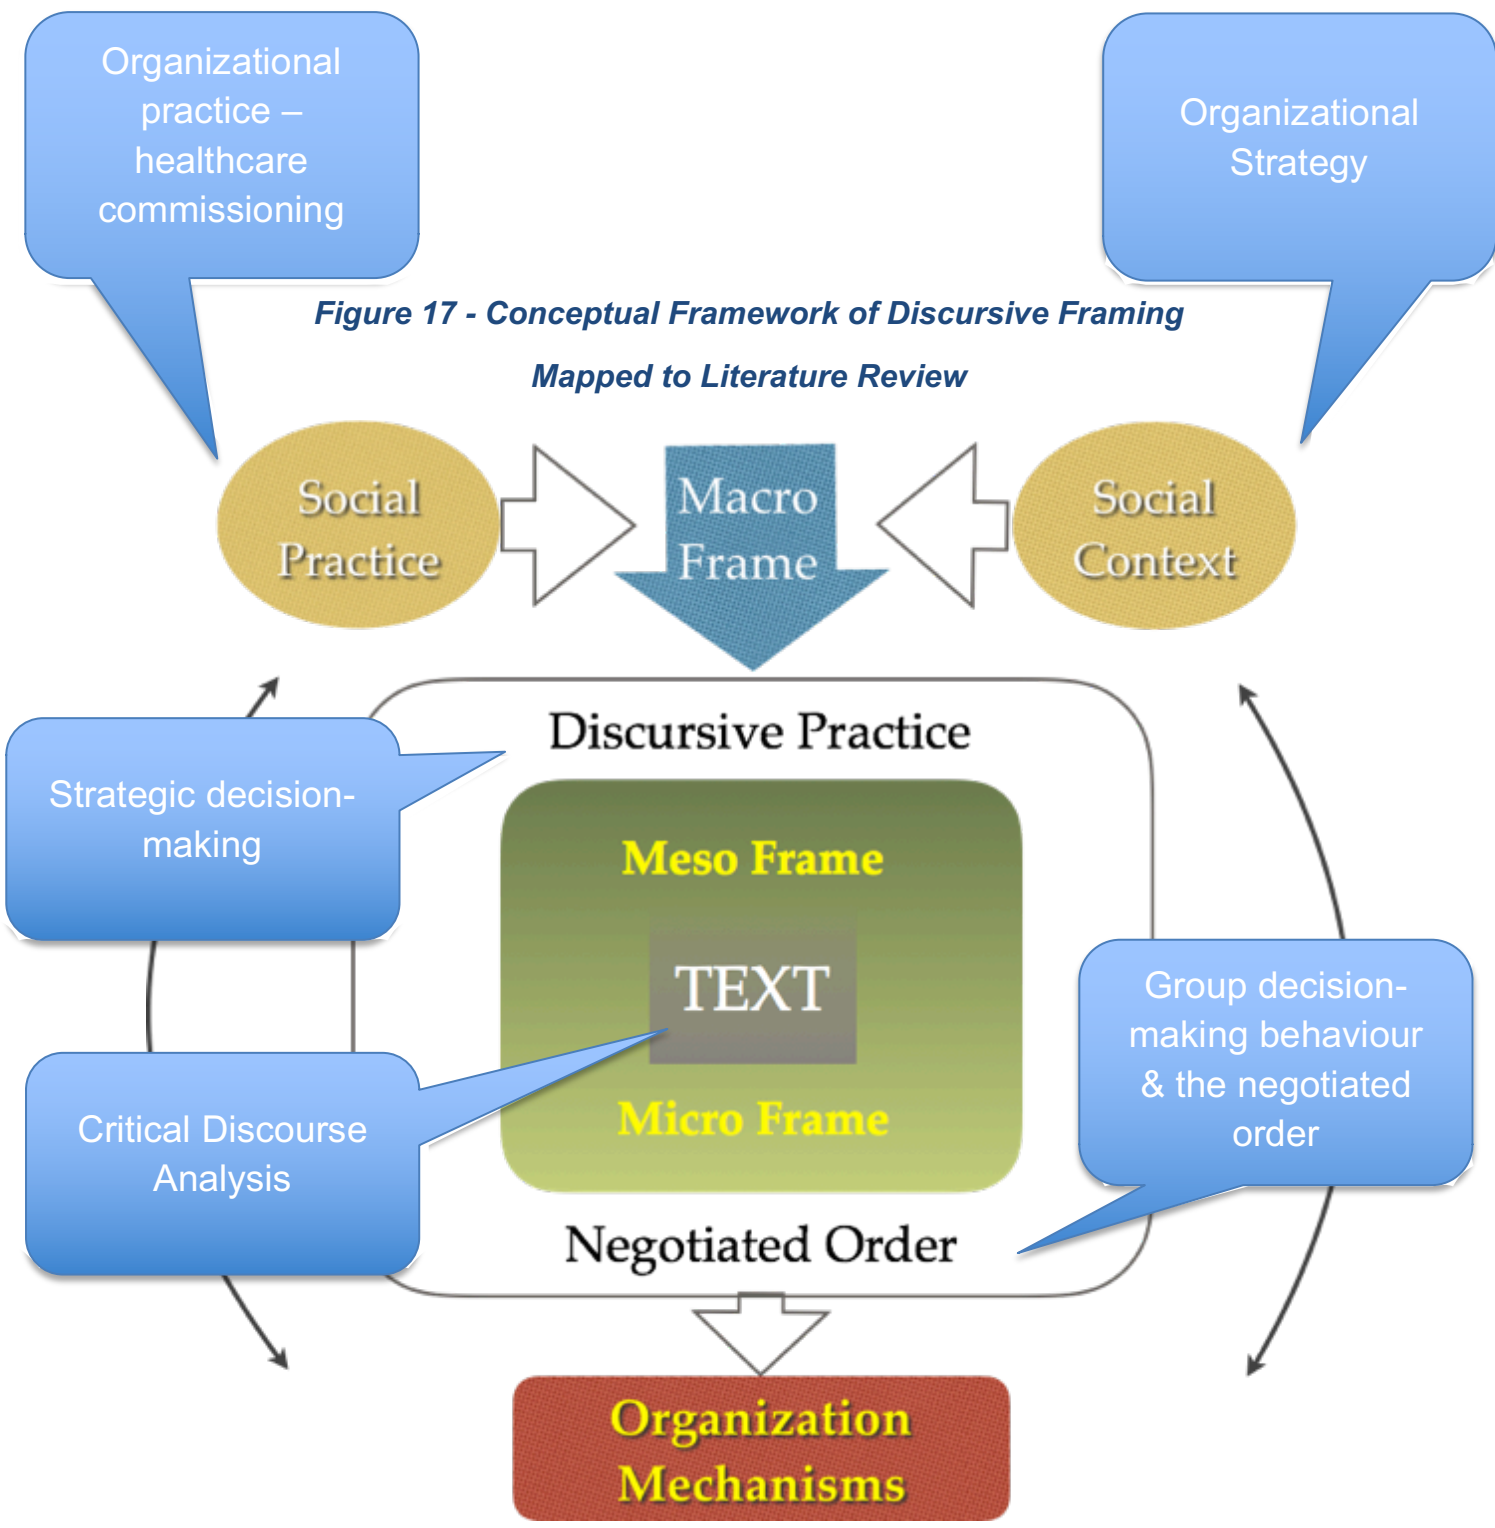 Organizational
practice –
healthcare
commissioning
Organizational
Strategy
Figure 17 - Conceptual Framework of Discursive Framing
Mapped to Literature Review
Social
Practice
Macro
Frame
Social
Context
Discursive Practice
Strategic decision-
making
Meso Frame
TEXT
Group decision-
making behaviour
& the negotiated
order
Critical Discourse
Analysis
Micro Frame
Negotiated Order
Organization
Mechanisms